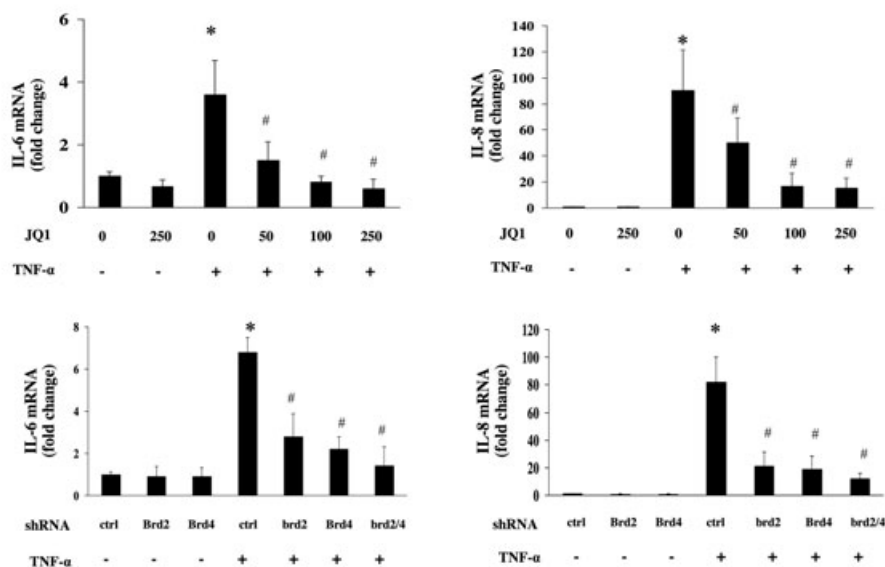 IL-6 mRNA
(fold change)
6
4
2
0
*
#
#
#
JQ1 0 250 0 50 100 250
TNF-α - - + + + +
IL-8 mRNA
(fold change)
140
120
100
80
60
40
20
0
*
#
#
#
JQ1 0 250 0 50 100 250
TNF-α - - + + + +
IL-6 mRNA
(fold change)
8
6
4
2
0
*
#
#
#
shRNA ctrl Brd2 Brd4 ctrl brd2 Brd4 brd2/4
TNF-α - - - + + + +
IL-8 mRNA
(fold change)
120
100
80
60
40
20
0
*
#
#
#
shRNA ctrl Brd2 Brd4 ctrl brd2 Brd4 brd2/4
TNF-α - - - + + + +